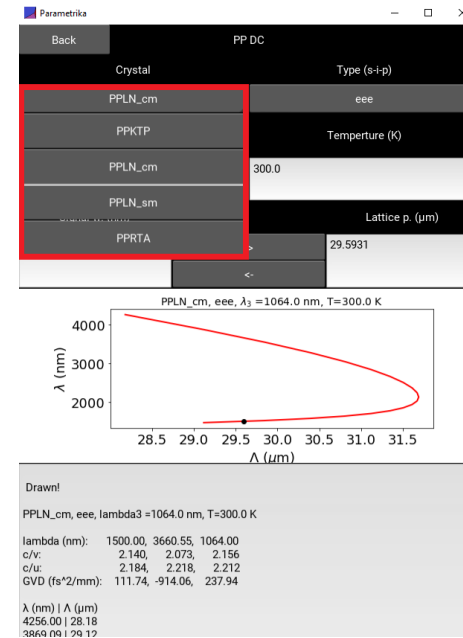 Parametrika
Back PP DC
Crystal Type (s-i-p)
PPLN_cm eee
PPKTP Temperture (K)
PPLN_cm 300.0
PPLN_sm
Lattice p. (μm)
PPRTA 29.5931
<-
PPLN_cm, eee, λ₃ =1064.0 nm, T=300.0 K
λ (nm)
4000
3000
2000
28.5 29.0 29.5 30.0 30.5 31.0 31.5
Λ (μm)
Drawn!
PPLN_cm, eee, lambda3 =1064.0 nm, T=300.0 K
lambda (nm): 1500.00, 3660.55, 1064.00
c/v: 2.140, 2.073, 2.156
c/u: 2.184, 2.218, 2.212
GVD (fs^2/mm): 111.74, -914.06, 237.94
λ (nm) | Λ (μm)
4256.00 | 28.18
3869.09 | 29.12